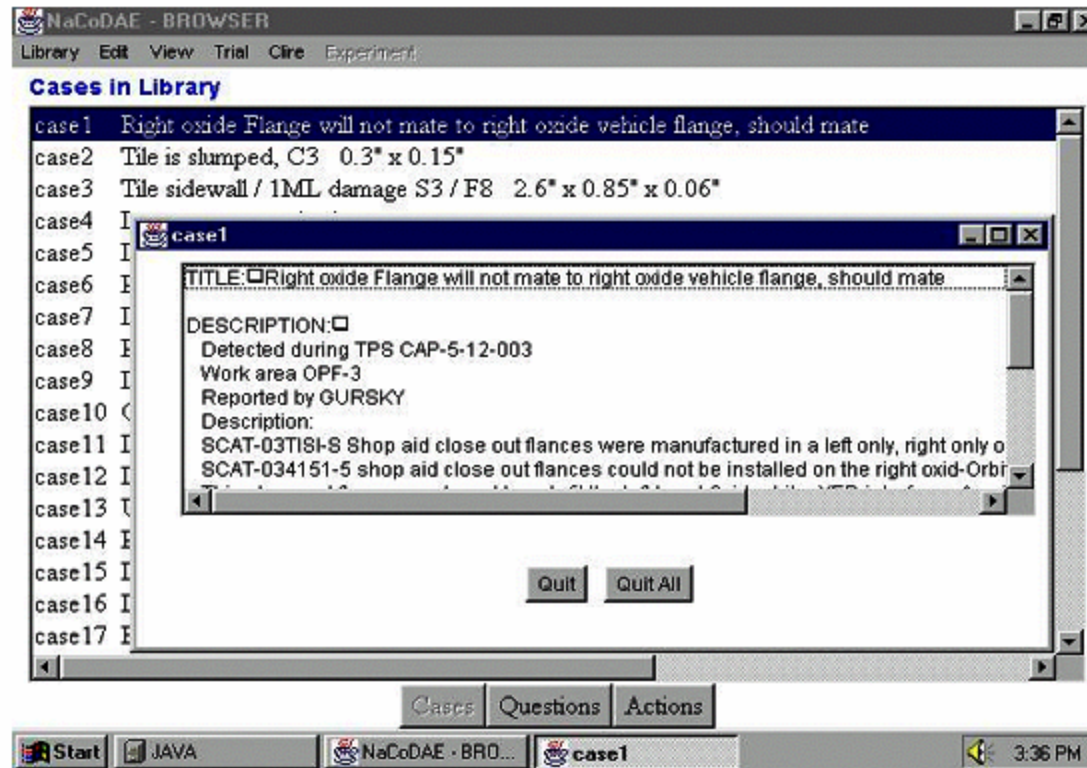 NaCoDAE - BROWSER
Library Edit View Trial Clire Experiment
Cases in Library
case1 Right oxide Flange will not mate to right oxide vehicle flange, should mate
case2 Tile is slumped, C3 0.3" x 0.15"
case3 Tile sidewall / 1ML damage S3 / F8 2.6" x 0.85" x 0.06"
case4
case5
case6
case7
case8
case9
case10
case11
case12
case13
case14
case15
case16
case17
case1
TITLE:Right oxide Flange will not mate to right oxide vehicle flange, should mate
DESCRIPTION:
Detected during TPS CAP-5-12-003
Work area OPF-3
Reported by GURSKY
Description:
SCAT-03TISI-S Shop aid close out flances were manufactured in a left only, right only o
SCAT-034151-5 shop aid close out flances could not be installed on the right oxid-Orbi
Quit Quit All
Cases Questions Actions
Start JAVA NaCoDAE - BRO... case1 3:36 PM